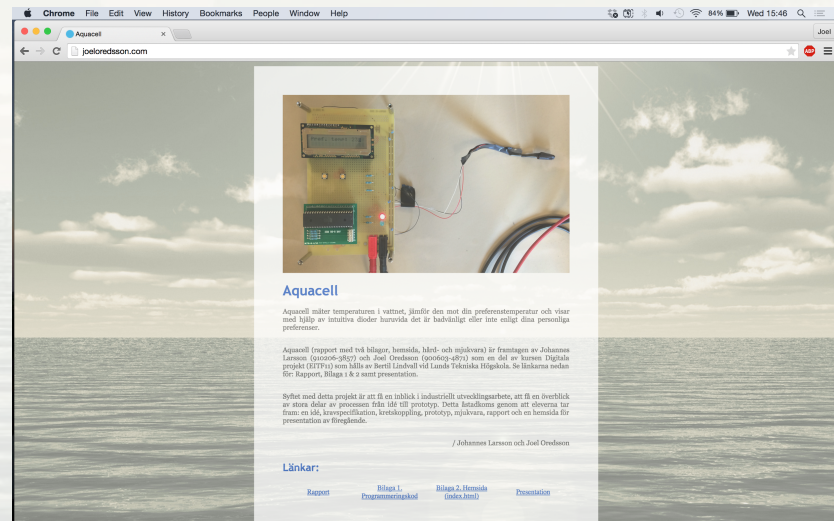 Chrome File Edit View History Bookmarks People Window Help 84% Wed 15:46
Aquacell Joel
joeloredsson.com ABP
Aquacell
Aquacell mäter temperaturen i vattnet, jämför den mot din preferenstemperatur och visar
med hjälp av intuitiva dioder huruvida det är badvänligt eller inte enligt dina personliga
preferenser.
Aquacell (rapport med två bilagor, hemsida, hård- och mjukvara) är framtagen av Johannes
Larsson (910206-3857) och Joel Oredsson (900603-4871) som en del av kursen Digitala
projekt (EITF11) som hålls av Bertil Lindvall vid Lunds Tekniska Högskola. Se länkarna nedan
för: Rapport, Bilaga 1 & 2 samt presentation.
Syftet med detta projekt är att få en inblick i industriellt utvecklingsarbete, att få en överblick
av stora delar av processen från idé till prototyp. Detta åstadkoms genom att eleverna tar
fram: en idé, kravspecifikation, kretskoppling, prototyp, mjukvara, rapport och en hemsida för
presentation av föregående.
/ Johannes Larsson och Joel Oredsson
Länkar:
Rapport
Bilaga 1.
Programmeringskod
Bilaga 2. Hemsida
(index.html)
Presentation